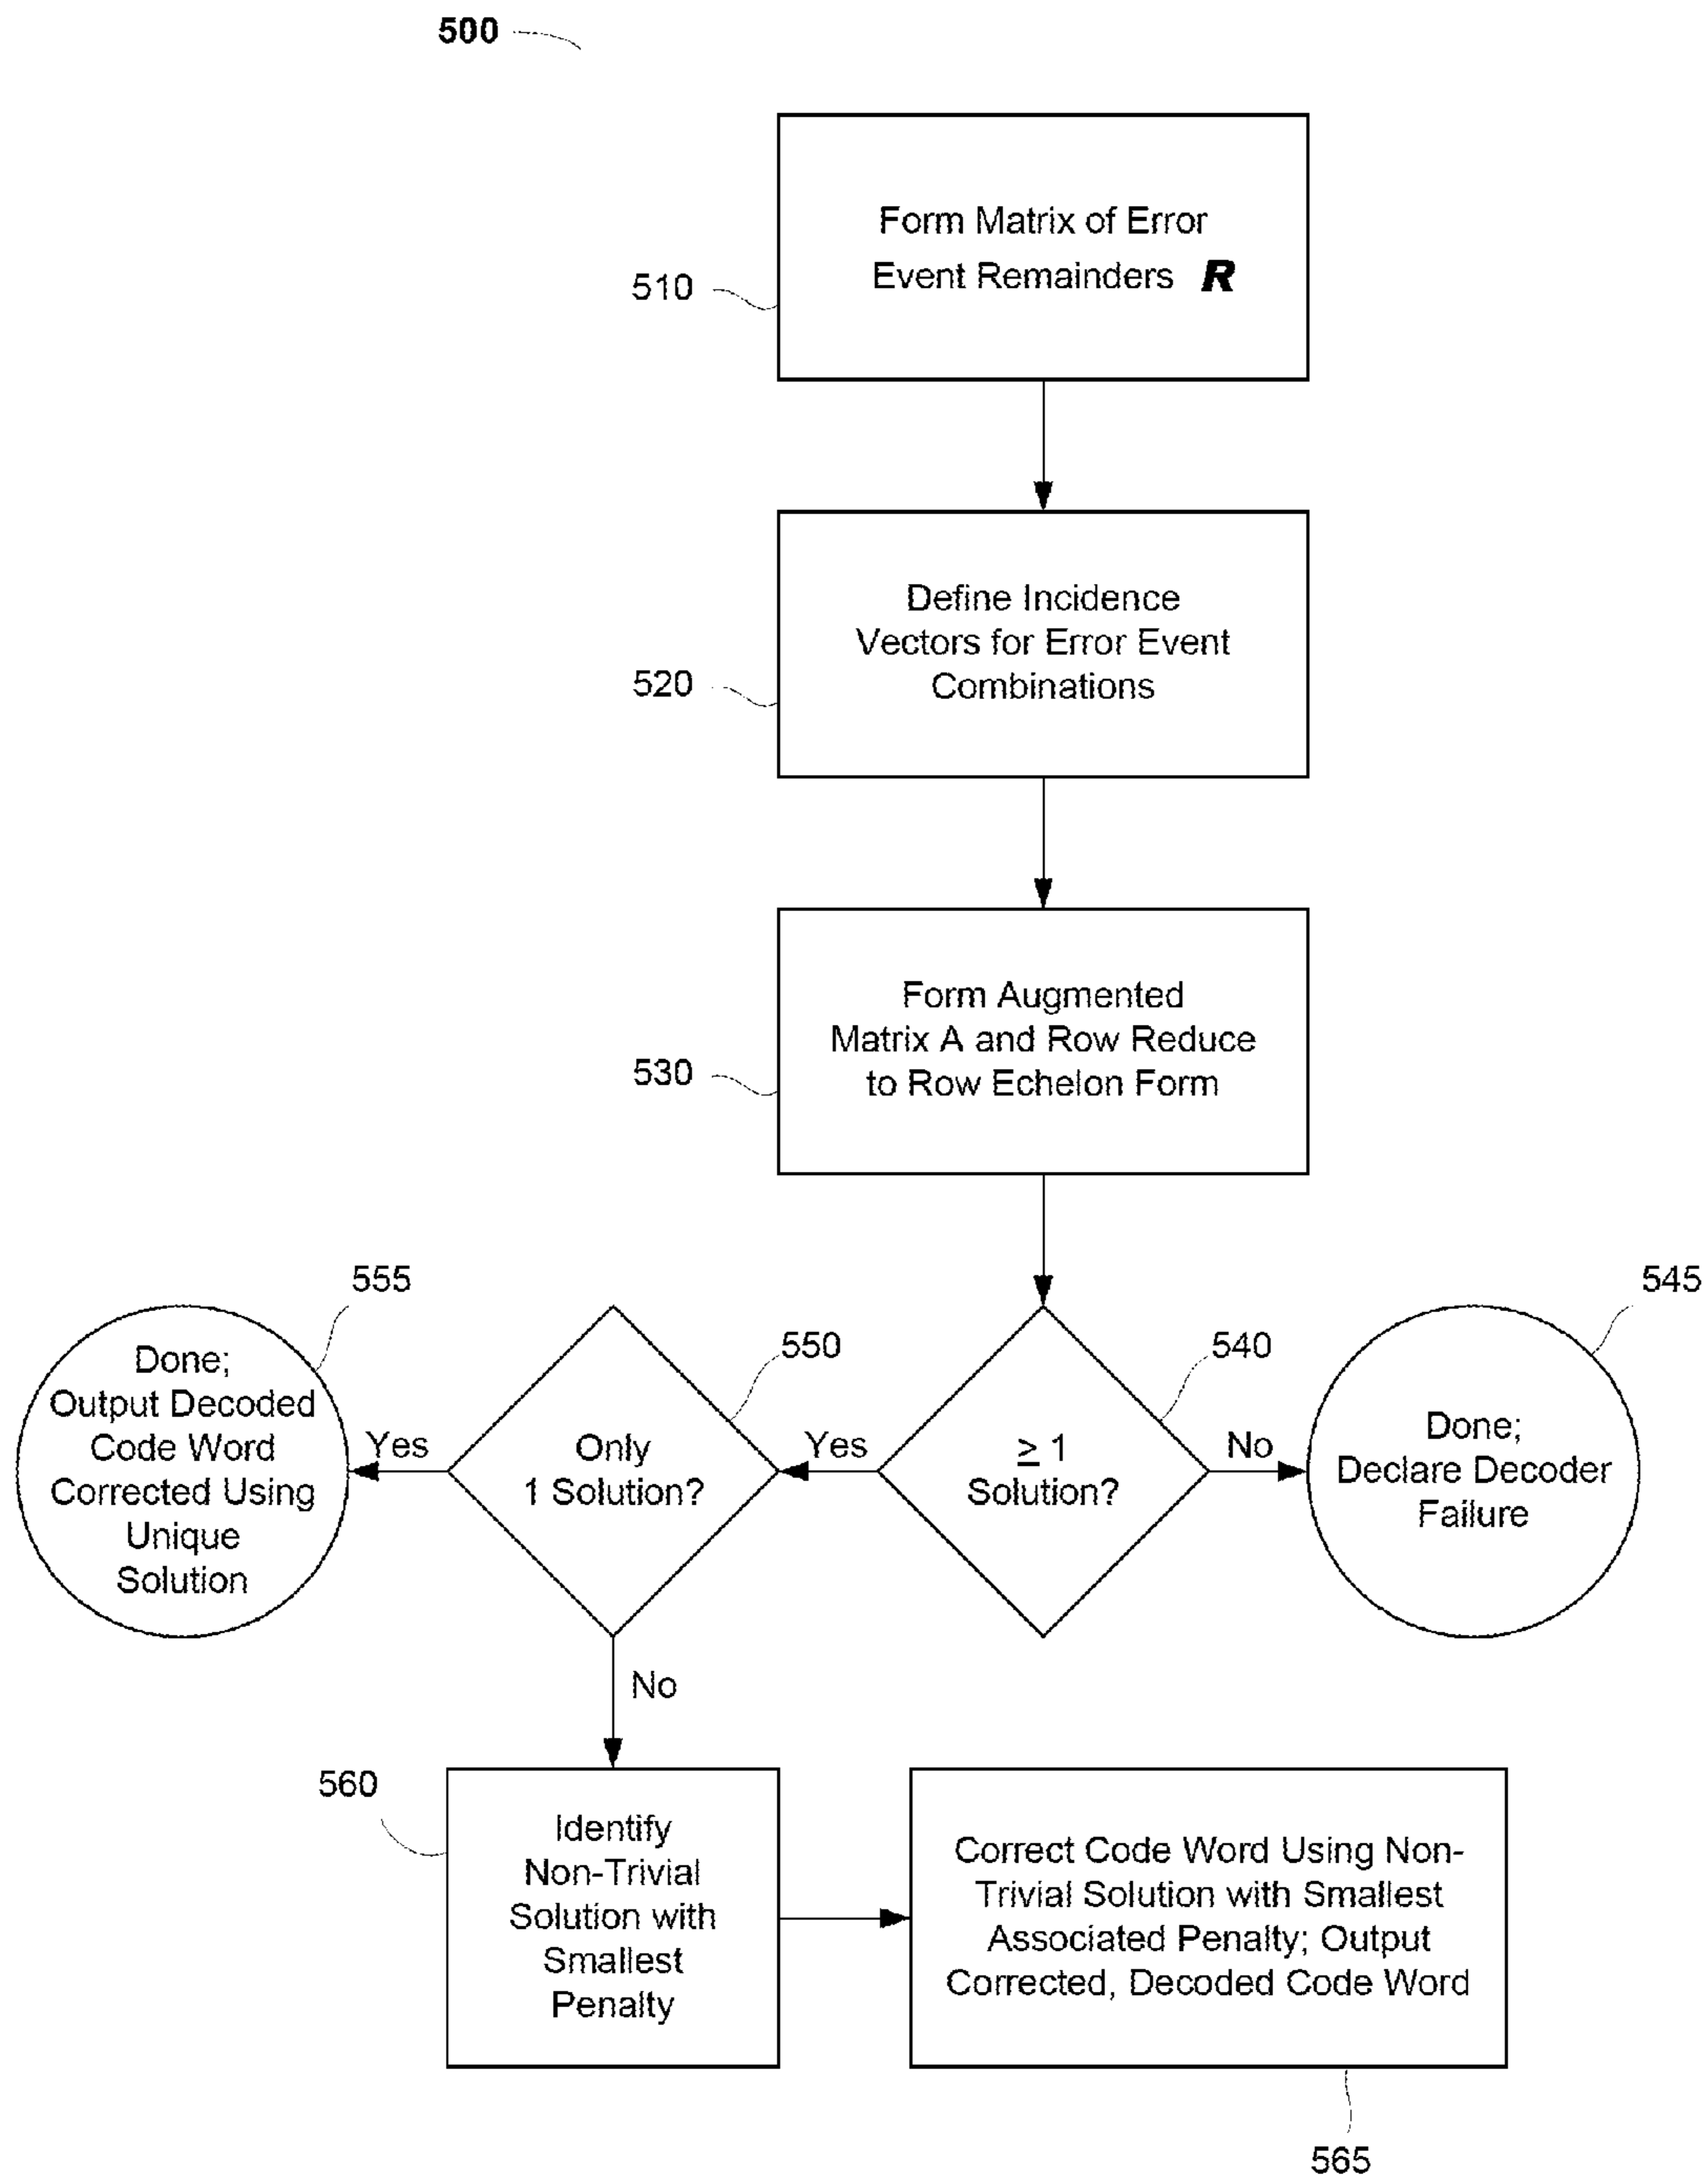 500
Form Matrix of Error
Event Remainders R
510
Define Incidence
Vectors for Error Event
Combinations
520
Form Augmented
Matrix A and Row Reduce
to Row Echelon Form
530
555
550
540
545
Done;
Output Decoded
Code Word
Corrected Using
Unique
Solution
Yes
Only
1 Solution?
Yes
≥ 1
Solution?
No
Done;
Declare Decoder
Failure
No
560
Identify
Non-Trivial
Solution with
Smallest
Penalty
Correct Code Word Using Non-
Trivial Solution with Smallest
Associated Penalty; Output
Corrected, Decoded Code Word
565